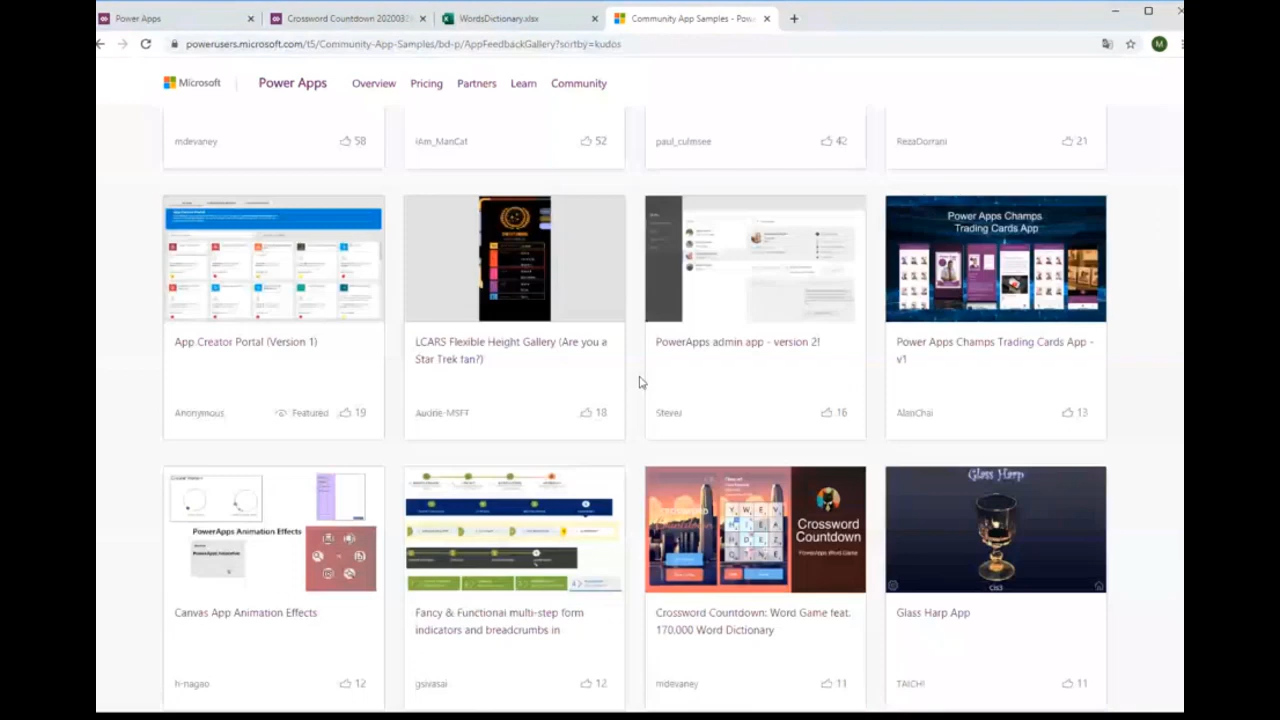 Power Apps
Crossword Countdown 2020032
WordsDictionary.xlsx
Community App Samples - Pow
powerusers.microsoft.com/t5/Community-App-Samples/bd-p/AppFeedbackGallery?sortby=kudos
M
Microsoft
Power Apps
Overview
Pricing
Partners
Learn
Community
mdevaney
58
iAm_ManCat
52
paul_culmsee
42
RezaDorrani
21
Power Apps Champs
Trading Cards App
App Creator Portal (Version 1)
Anonymous
Featured
19
LCARS Flexible Height Gallery (Are you a
Star Trek fan?)
Audrie-MSFT
18
PowerApps admin app - version 2!
SteveJ
16
Power Apps Champs Trading Cards App -
v1
AlanChai
13
PowerApps Animation Effects
Crossword
Countdown
PowerApps Word Game
Glass Harp
Canvas App Animation Effects
h-nagao
12
Fancy & Functional multi-step form
indicators and breadcrumbs in
gsivasai
12
Crossword Countdown: Word Game feat.
170,000 Word Dictionary
mdevaney
11
Glass Harp App
TAICHI
11